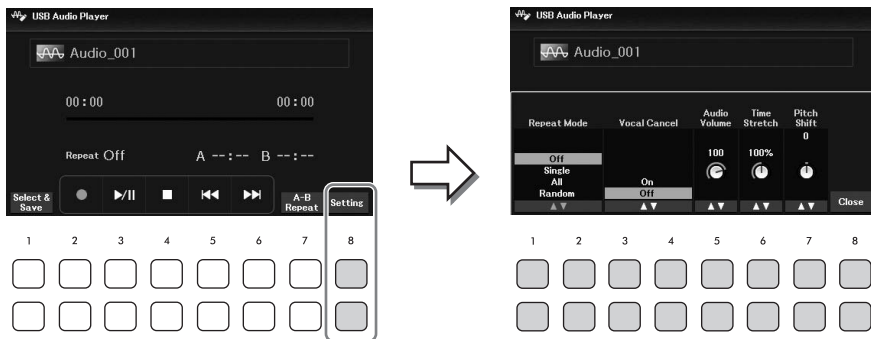 USB Audio Player
Audio_001
00:00 00:00
Repeat Off A --:-- B --:--
Select & Save
A-B Repeat
Setting
1 2 3 4 5 6 7 8
USB Audio Player
Audio_001
Repeat Mode Vocal Cancel Audio Volume Time Stretch Pitch Shift
0
100 100%
Off
Single
All
Random
On
Off
Close
1 2 3 4 5 6 7 8